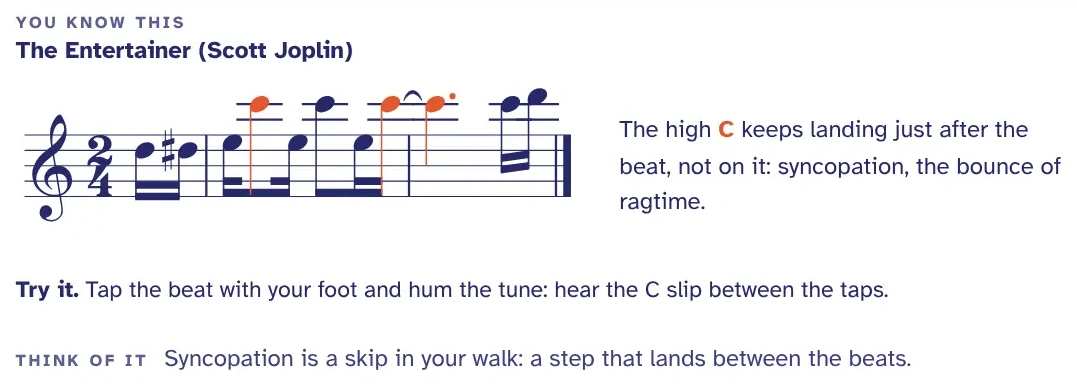 YOU KNOW THIS
The Entertainer (Scott Joplin)
2
4
The high C keeps landing just after the
beat, not on it: syncopation, the bounce of
ragtime.
Try it. Tap the beat with your foot and hum the tune: hear the C slip between the taps.
THINK OF IT Syncopation is a skip in your walk: a step that lands between the beats.